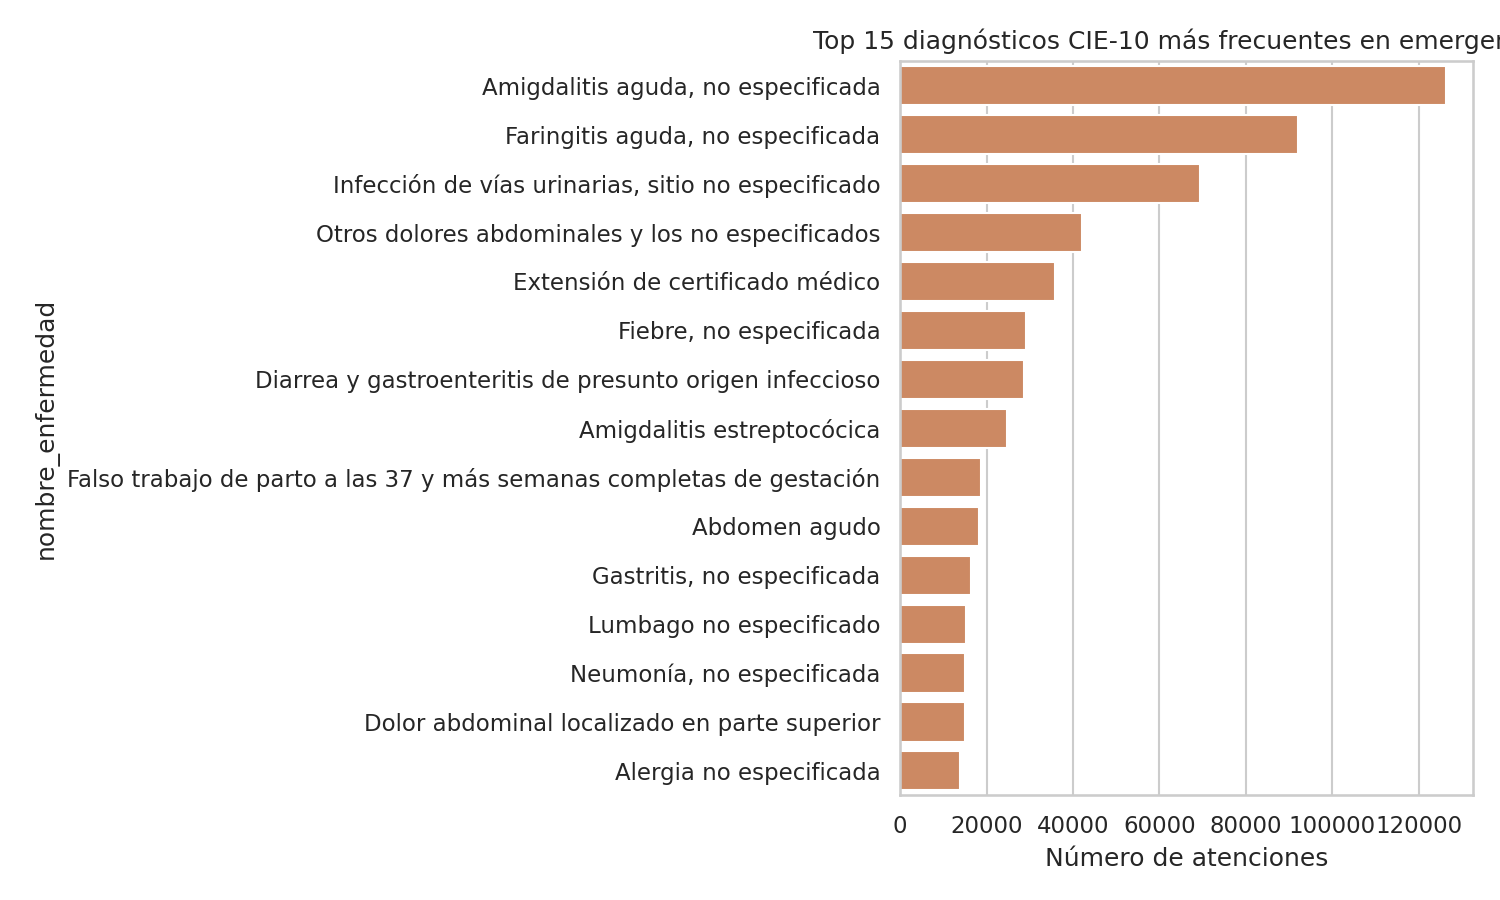 Top 15 diagnósticos CIE-10 más frecuentes en
nombre_enfermedad
Amigdalitis aguda, no especificada
Faringitis aguda, no especificada
Infección de vías urinarias, sitio no especificado
Otros dolores abdominales y los no especificados
Extensión de certificado médico
Fiebre, no especificada
Diarrea y gastroenteritis de presunto origen infeccioso
Amigdalitis estreptocócica
Falso trabajo de parto a las 37 y más semanas completas de gestación
Abdomen agudo
Gastritis, no especificada
Lumbago no especificado
Neumonía, no especificada
Dolor abdominal localizado en parte superior
Alergia no especificada
0 20000 40000 60000 80000 100000 120000
Número de atenciones